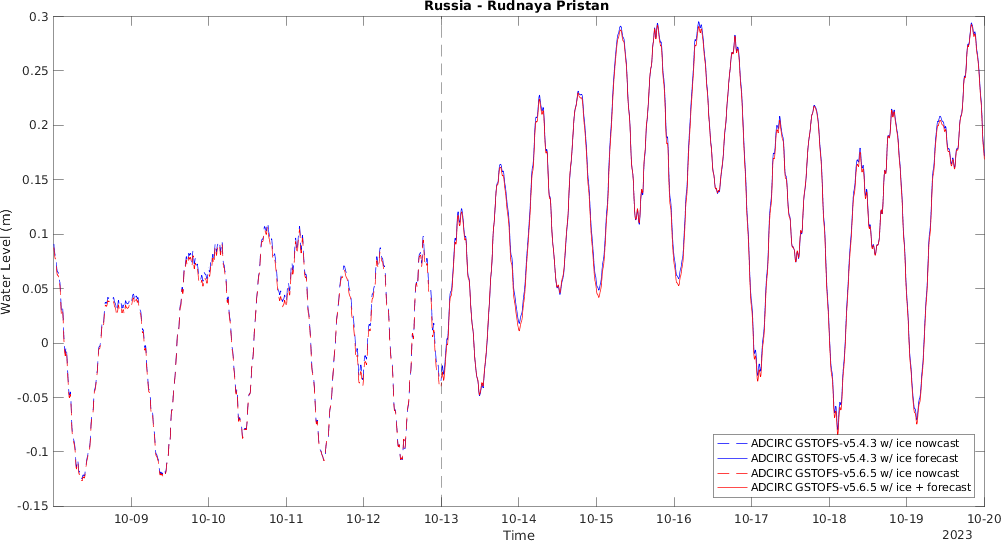 Russia - Rudnaya Pristan
0.3
0.25
0.2
0.15
0.1
0.05
0
-0.05
-0.1
-0.15
Water Level (m)
ADCIRC GSTOFS-v5.4.3 w/ ice nowcast
ADCIRC GSTOFS-v5.4.3 w/ ice forecast
ADCIRC GSTOFS-v5.6.5 w/ ice nowcast
ADCIRC GSTOFS-v5.6.5 w/ ice + forecast
10-09 10-10 10-11 10-12 10-13 10-14 10-15 10-16 10-17 10-18 10-19 10-20
Time
2023